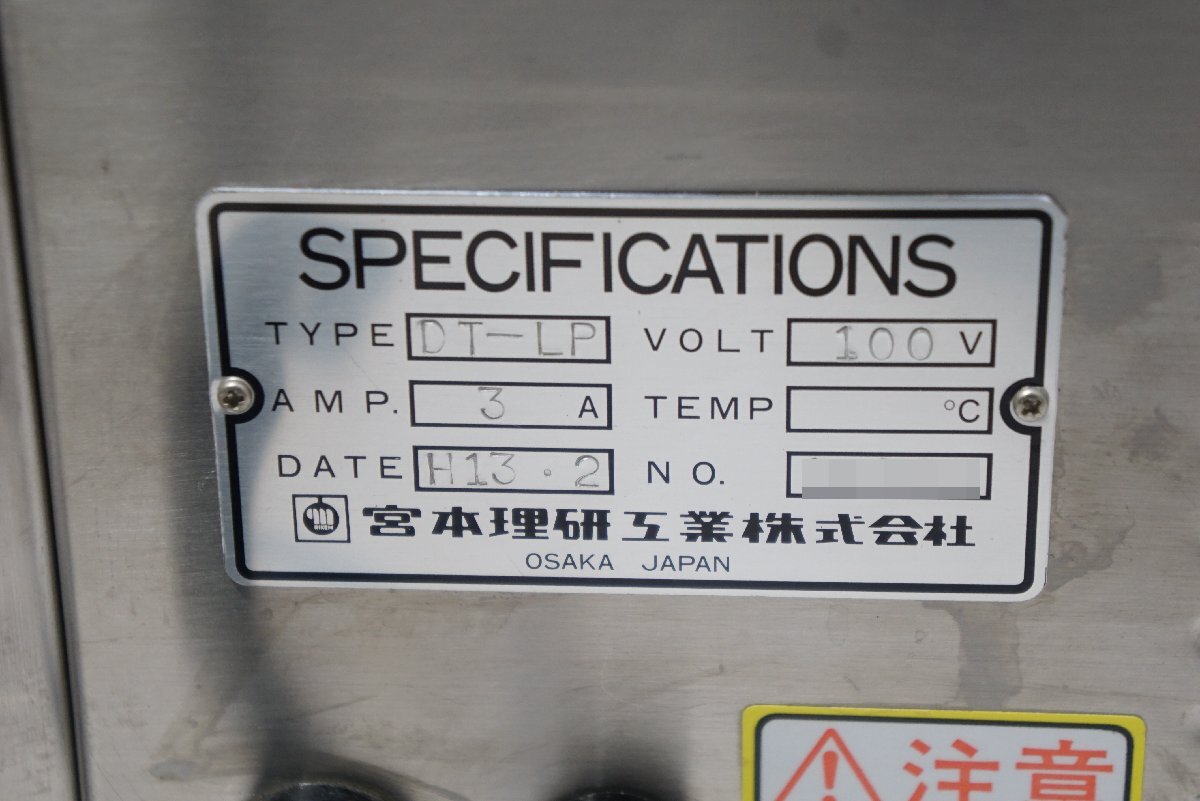 SPECIFICATIONS
TYPE DT-LP VOLT 100 V
AMP. 3 A TEMP °C
DATE H13・2 NO.
宮本理研工業株式会社
OSAKA JAPAN
注意